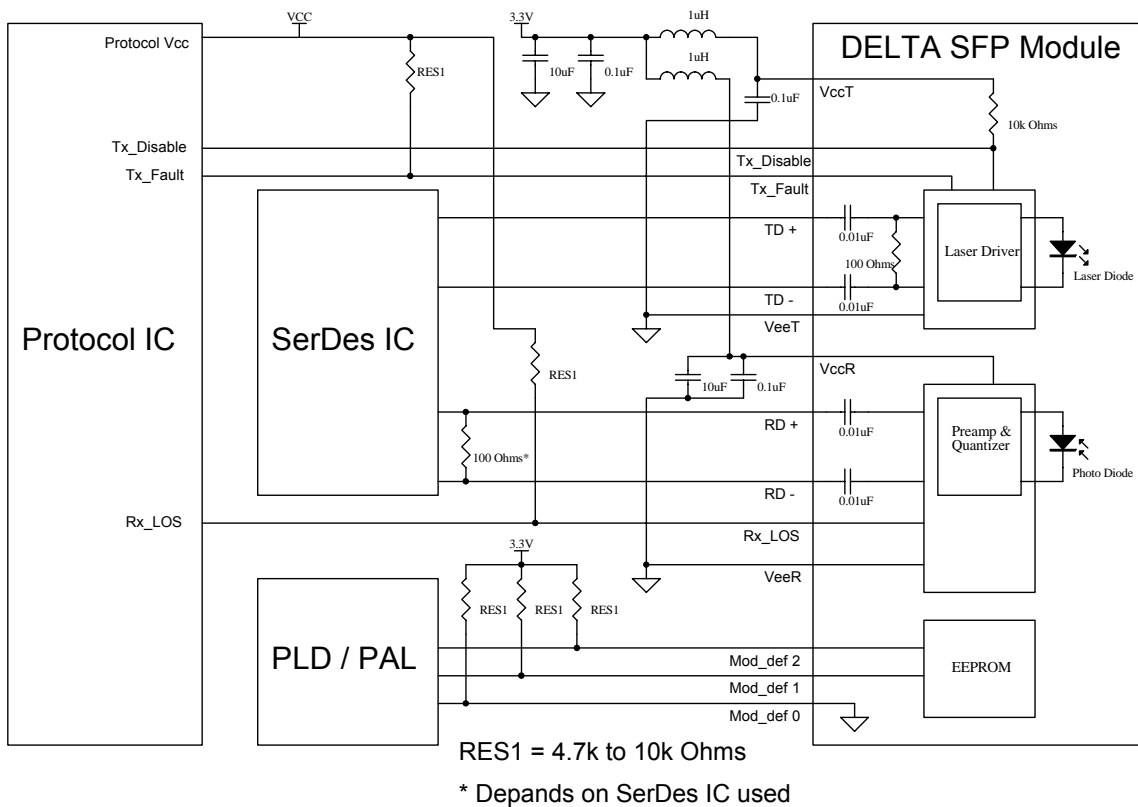 VCC
3.3V
1uH
Protocol Vcc
DELTA SFP Module
RES1
10uF
0.1uF
1uH
0.1uF
VccT
10k Ohms
Tx_Disable
Tx_Disable
Tx_Fault
Tx_Fault
TD +
0.01uF
Laser Driver
100 Ohms
Laser Diode
TD -
0.01uF
VeeT
Protocol IC
SerDes IC
RES1
10uF
0.1uF
VccR
RD +
0.01uF
Preamp &
Quantizer
100 Ohms*
Photo Diode
RD -
0.01uF
Rx_LOS
Rx_LOS
3.3V
VeeR
RES1
RES1
RES1
PLD / PAL
EEPROM
Mod_def 2
Mod_def 1
Mod_def 0
RES1 = 4.7k to 10k Ohms
* Depands on SerDes IC used